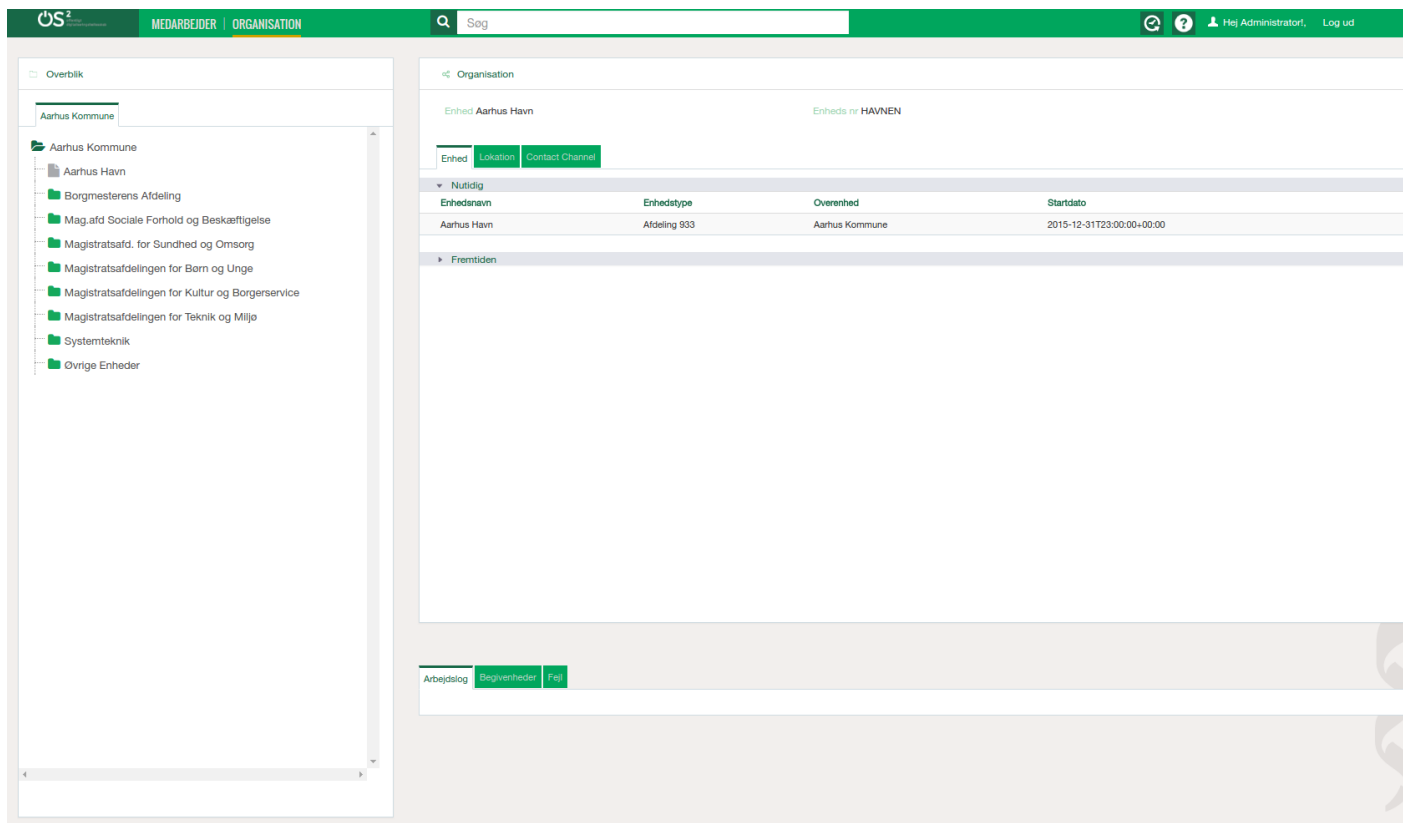 OS2
MEDARBEJDER | ORGANISATION
Søg
Hej Administrator!, Log ud
Overblik
Aarhus Kommune
Aarhus Kommune
Aarhus Havn
Borgmesterens Afdeling
Mag.afd Sociale Forhold og Beskæftigelse
Magistratsafd. for Sundhed og Omsorg
Magistratsafdelingen for Børn og Unge
Magistratsafdelingen for Kultur og Borgerservice
Magistratsafdelingen for Teknik og Miljø
Systemteknik
Øvrige Enheder
Organisation
Enhed Aarhus Havn Enheds nr HAVNEN
Enhed Lokation Contact Channel
Nutidig
Enhedsnavn Enhedstype Overenhed Startdato
Aarhus Havn Afdeling 933 Aarhus Kommune 2015-12-31T23:00:00+00:00
Fremtiden
Arbejdslog Begivenheder Fejl